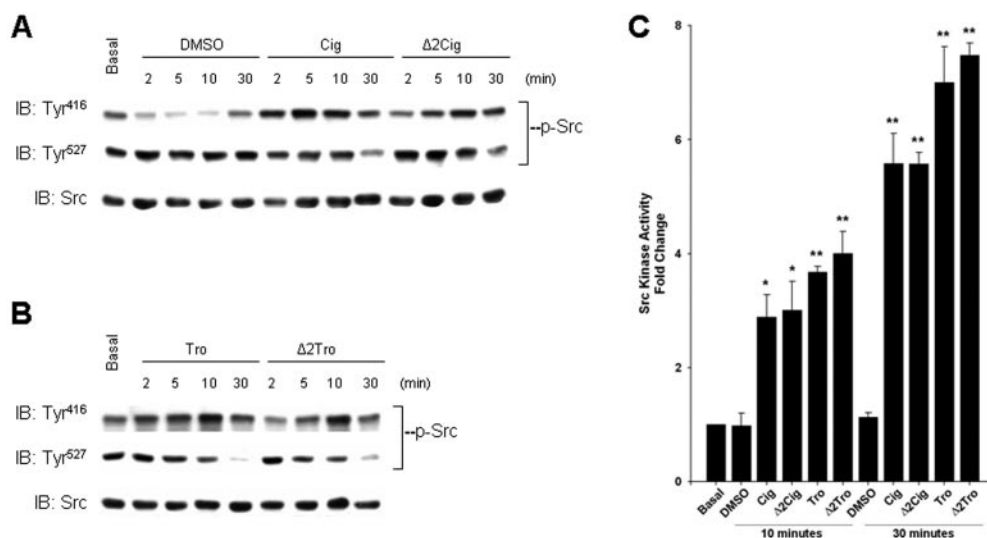 A
Basal
DMSO Cig Δ2Cig
2 5 10 30 2 5 10 30 2 5 10 30 (min)
IB: Tyr416
--p-Src
IB: Tyr527
IB: Src
B
Basal
Tro Δ2Tro
2 5 10 30 2 5 10 30 (min)
IB: Tyr416
--p-Src
IB: Tyr527
IB: Src
C
Src Kinase Activity
Fold Change
8
6
4
2
0
* * ** ** ** ** ** **
Basal DMSO Cig Δ2Cig Tro Δ2Tro DMSO Cig Δ2Cig Tro Δ2Tro
10 minutes 30 minutes